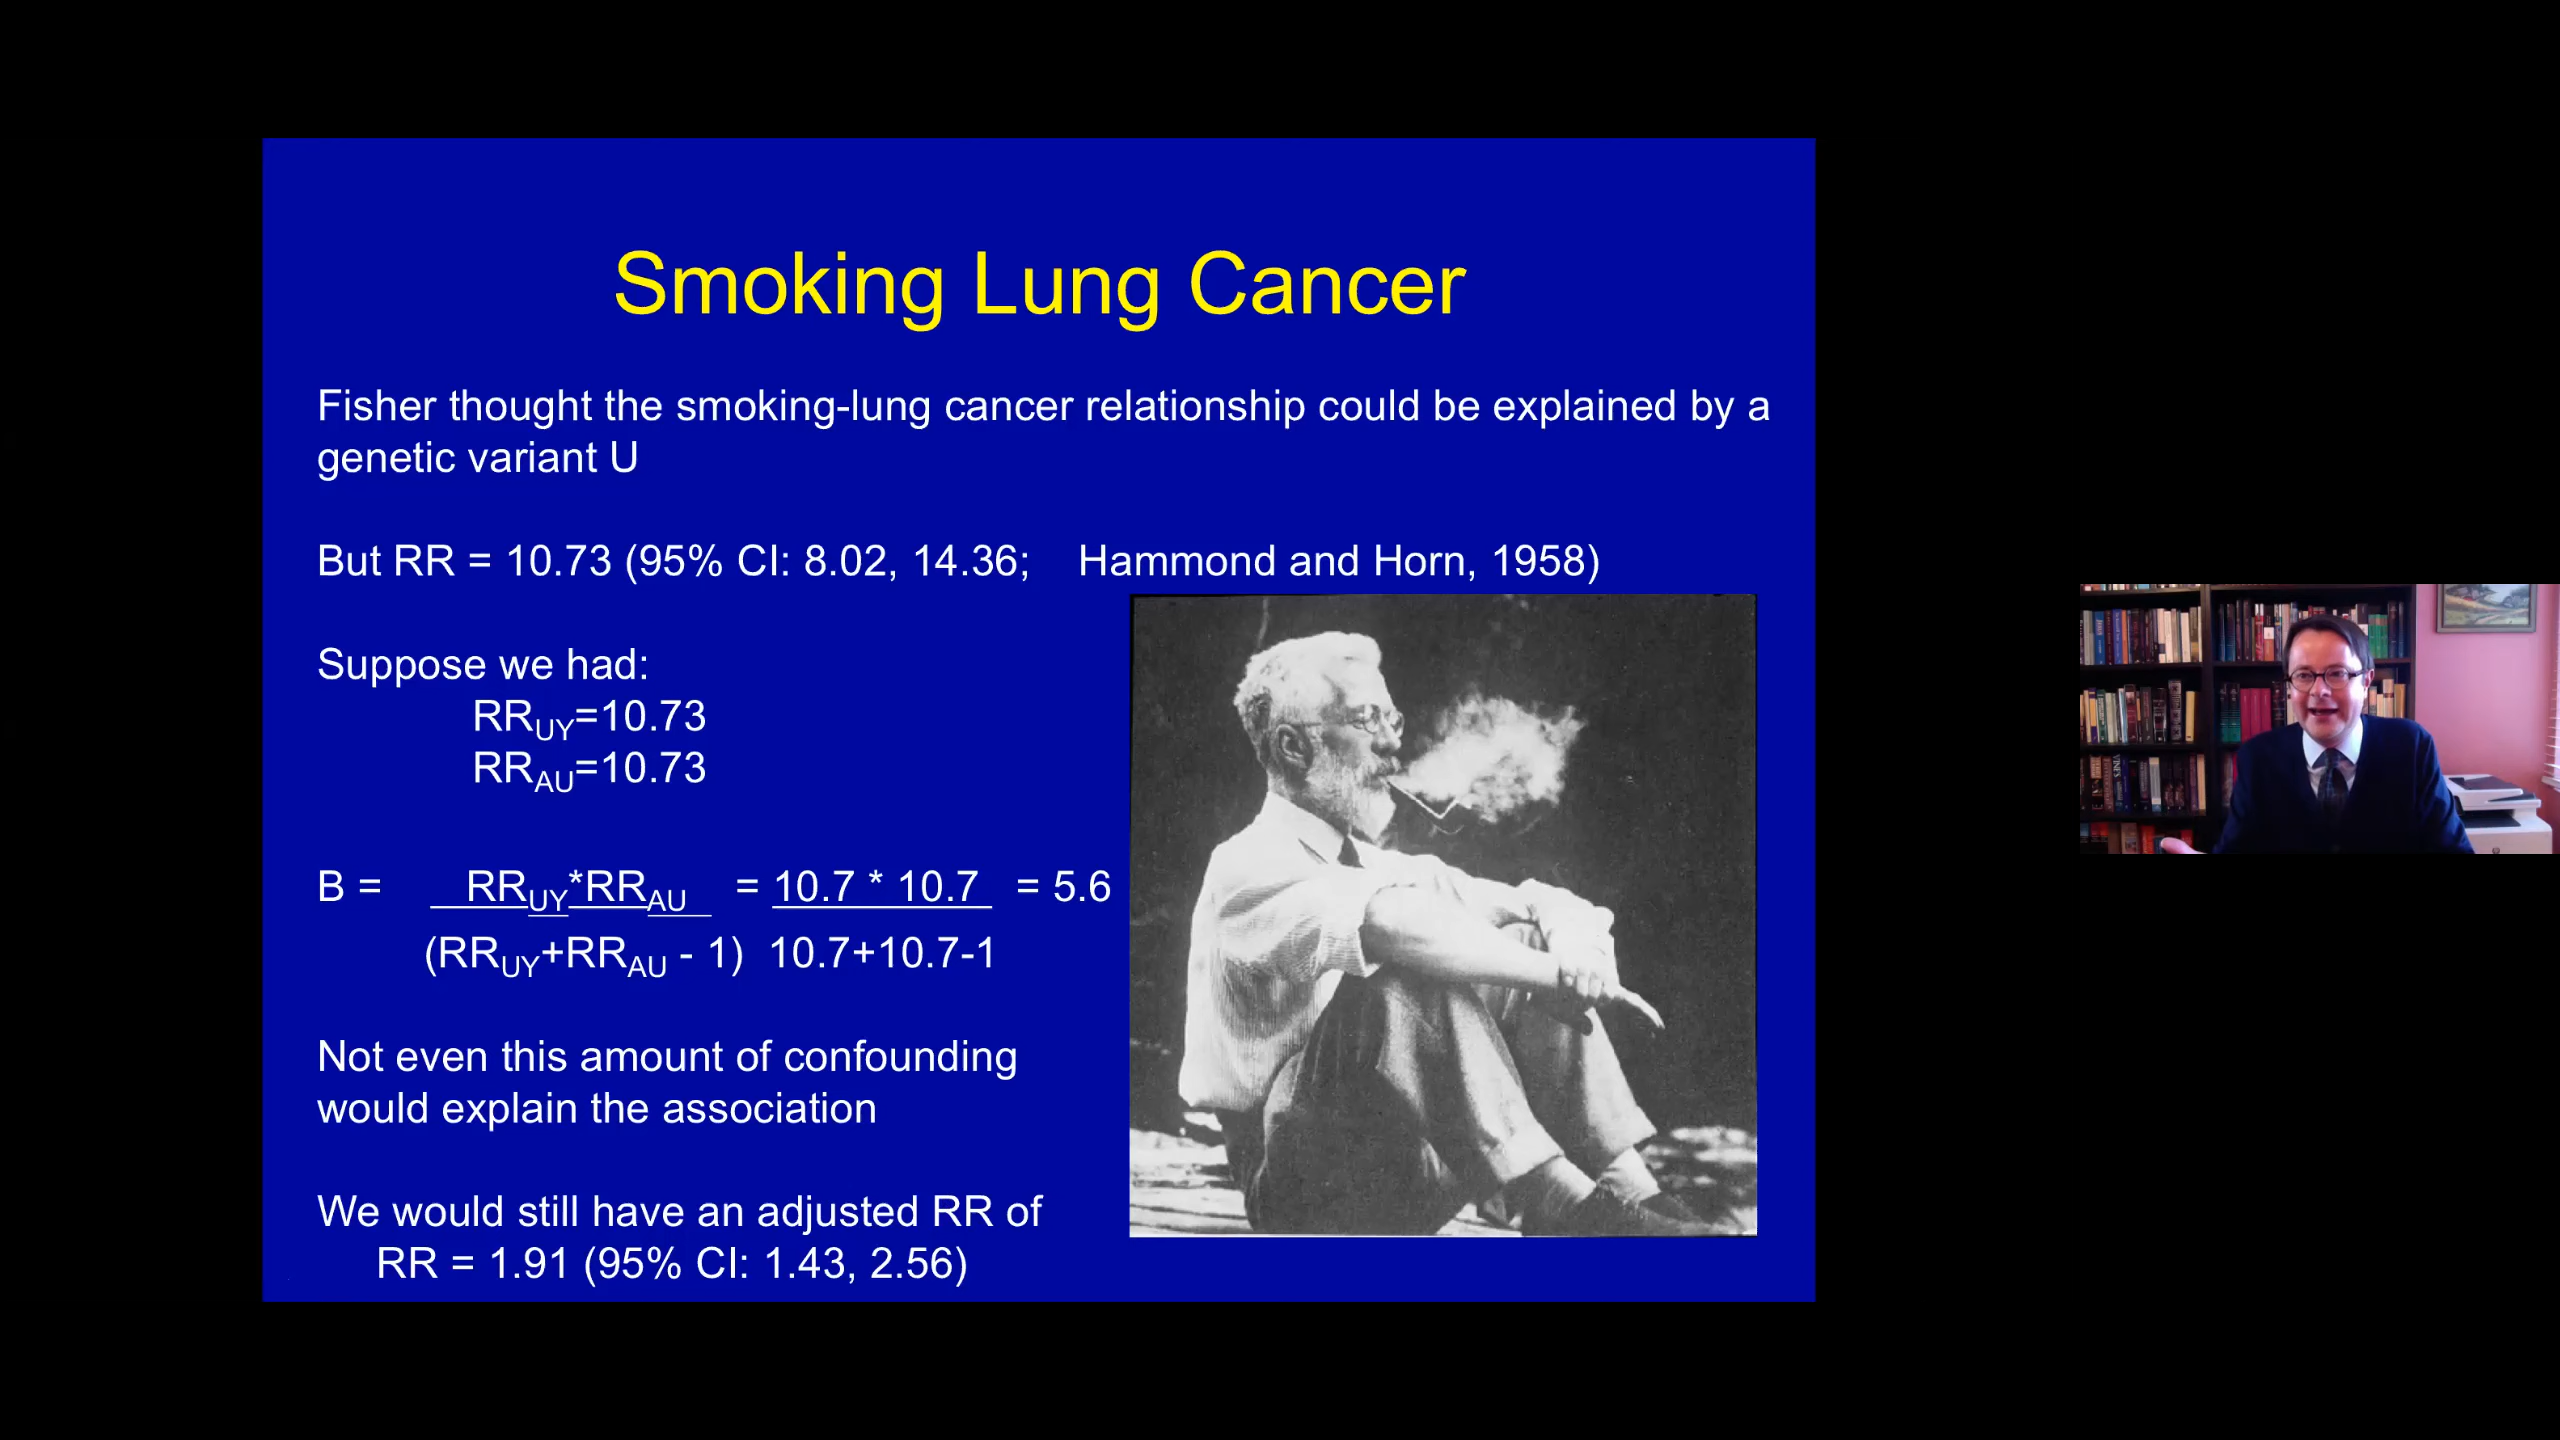 Smoking Lung Cancer
Fisher thought the smoking-lung cancer relationship could be explained by a
genetic variant U
But RR = 10.73 (95% CI: 8.02, 14.36; Hammond and Horn, 1958)
Suppose we had:
RR_UY=10.73
RR_AU=10.73
B = RR_UY*RR_AU = 10.7 * 10.7 = 5.6
(RR_UY+RR_AU - 1) 10.7+10.7-1
Not even this amount of confounding
would explain the association
We would still have an adjusted RR of
RR = 1.91 (95% CI: 1.43, 2.56)